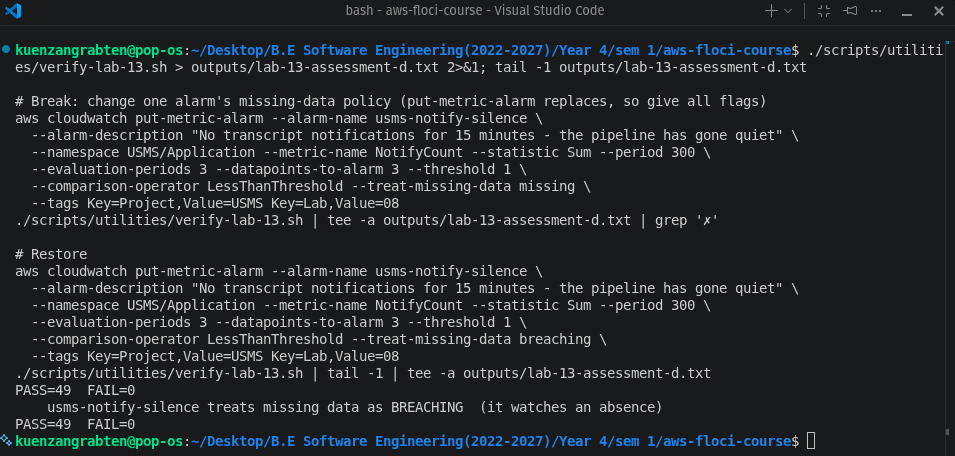 bash - aws-floci-course - Visual Studio Code
kuenzangrabten@pop-os:~/Desktop/B.E Software Engineering(2022-2027)/Year 4/sem 1/aws-floci-course$ ./scripts/utiliti
es/verify-lab-13.sh > outputs/lab-13-assessment-d.txt 2>&1; tail -1 outputs/lab-13-assessment-d.txt
# Break: change one alarm's missing-data policy (put-metric-alarm replaces, so give all flags)
aws cloudwatch put-metric-alarm --alarm-name usms-notify-silence \
  --alarm-description "No transcript notifications for 15 minutes - the pipeline has gone quiet" \
  --namespace USMS/Application --metric-name NotifyCount --statistic Sum --period 300 \
  --evaluation-periods 3 --datapoints-to-alarm 3 --threshold 1 \
  --comparison-operator LessThanThreshold --treat-missing-data missing \
  --tags Key=Project,Value=USMS Key=Lab,Value=08
./scripts/utilities/verify-lab-13.sh | tee -a outputs/lab-13-assessment-d.txt | grep '✗'
# Restore
aws cloudwatch put-metric-alarm --alarm-name usms-notify-silence \
  --alarm-description "No transcript notifications for 15 minutes - the pipeline has gone quiet" \
  --namespace USMS/Application --metric-name NotifyCount --statistic Sum --period 300 \
  --evaluation-periods 3 --datapoints-to-alarm 3 --threshold 1 \
  --comparison-operator LessThanThreshold --treat-missing-data breaching \
  --tags Key=Project,Value=USMS Key=Lab,Value=08
./scripts/utilities/verify-lab-13.sh | tail -1 | tee -a outputs/lab-13-assessment-d.txt
PASS=49  FAIL=0
    usms-notify-silence treats missing data as BREACHING  (it watches an absence)
PASS=49  FAIL=0
kuenzangrabten@pop-os:~/Desktop/B.E Software Engineering(2022-2027)/Year 4/sem 1/aws-floci-course$